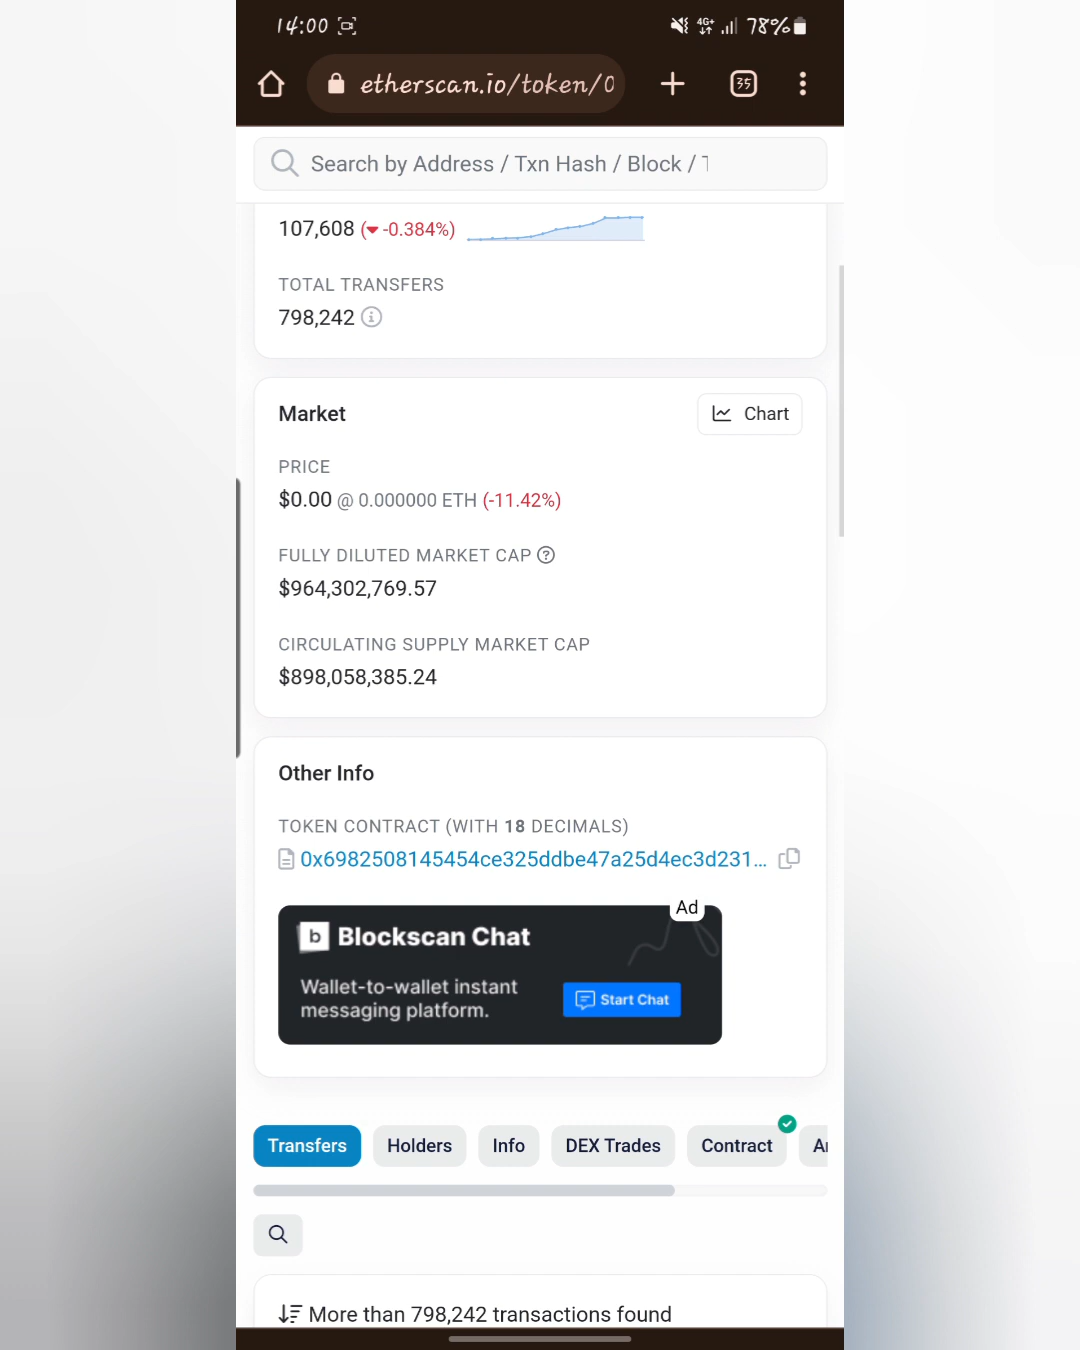 14:00 4G+ 78%
etherscan.io/token/0 35
Search by Address / Txn Hash / Block / T
107,608 (-0.384%)
TOTAL TRANSFERS
798,242
Market
Chart
PRICE
$0.00 @ 0.000000 ETH (-11.42%)
FULLY DILUTED MARKET CAP
$964,302,769.57
CIRCULATING SUPPLY MARKET CAP
$898,058,385.24
Other Info
TOKEN CONTRACT (WITH 18 DECIMALS)
0x6982508145454ce325ddbe47a25d4ec3d231...
Ad
b Blockscan Chat
Wallet-to-wallet instant
messaging platform.
Start Chat
Transfers Holders Info DEX Trades Contract
More than 798,242 transactions found